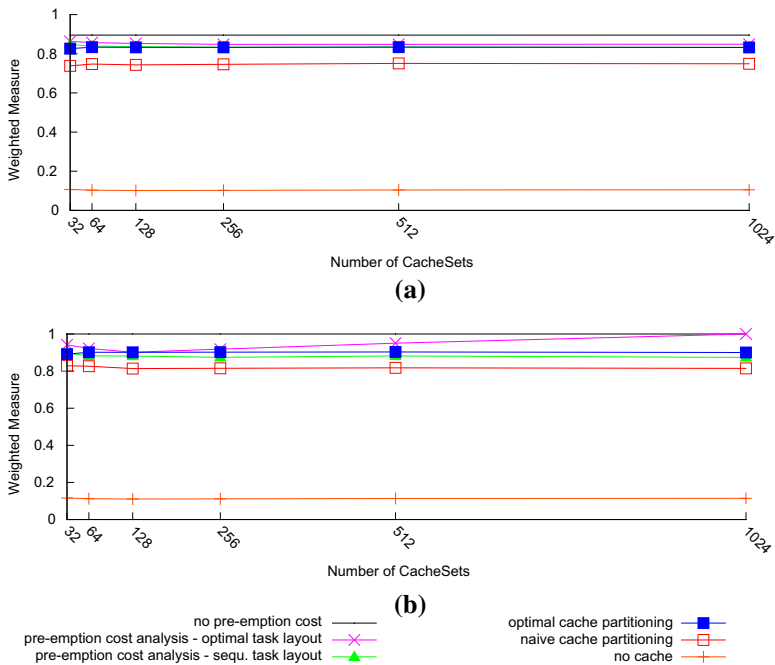 1
0.8
0.6
0.4
0.2
0
Weighted Measure
32 64 128 256 512 1024
Number of CacheSets
(a)
1
0.8
0.6
0.4
0.2
0
Weighted Measure
32 64 128 256 512 1024
Number of CacheSets
(b)
no pre-emption cost
pre-emption cost analysis - optimal task layout
pre-emption cost analysis - sequ. task layout
optimal cache partitioning
naive cache partitioning
no cache